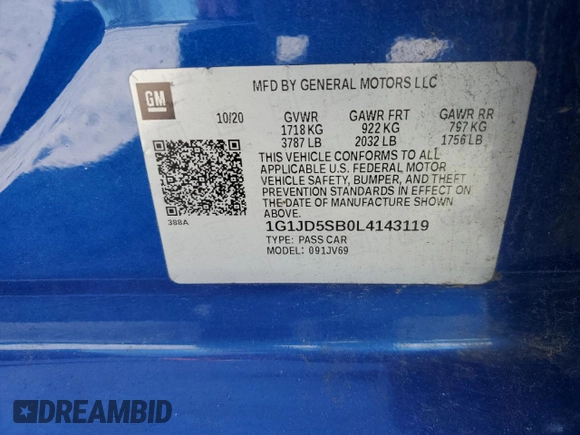 MFD BY GENERAL MOTORS LLC
GM
10/20 GVWR GAWR FRT GAWR RR
1718 KG 922 KG 797 KG
3787 LB 2032 LB 1756 LB
THIS VEHICLE CONFORMS TO ALL
APPLICABLE U.S. FEDERAL MOTOR
VEHICLE SAFETY, BUMPER, AND THEFT
PREVENTION STANDARDS IN EFFECT ON
THE DATE OF MANUFACTURE SHOWN
ABOVE.
388A
1G1JD5SB0L4143119
TYPE: PASS CAR
MODEL: 091JV69
DREAMBID